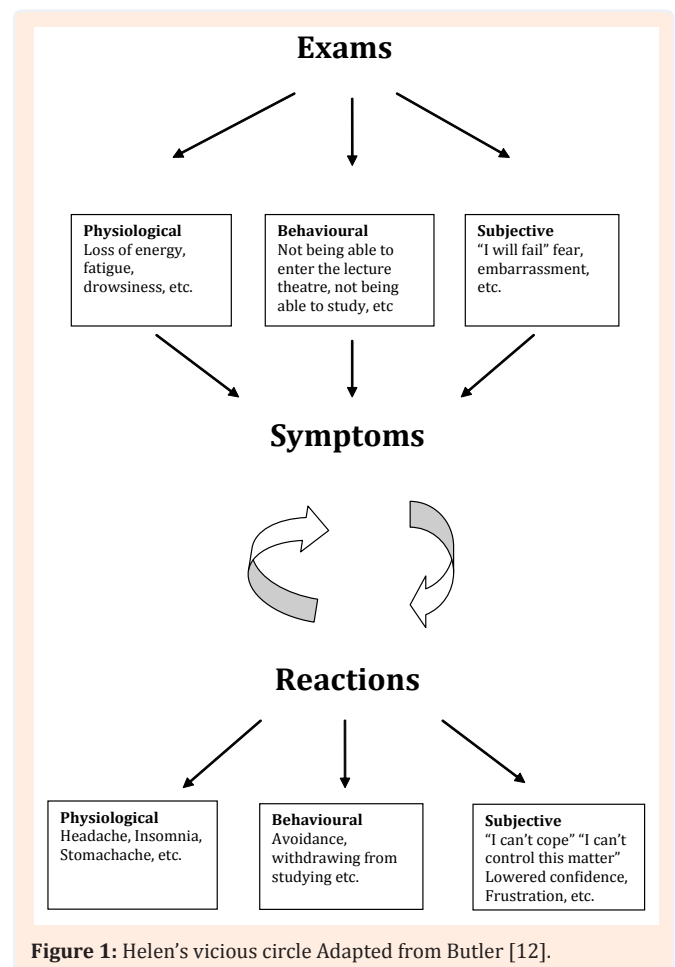 Exams
Physiological
Loss of energy,
fatigue,
drowsiness, etc.
Behavioural
Not being able to
enter the lecture
theatre, not being
able to study, etc
Subjective
“I will fail” fear,
embarrassment,
etc.
Symptoms
Reactions
Physiological
Headache, Insomnia,
Stomachache, etc.
Behavioural
Avoidance,
withdrawing from
studying etc.
Subjective
“I can’t cope” “I can’t
control this matter”
Lowered confidence,
Frustration, etc.
Figure 1: Helen’s vicious circle Adapted from Butler [12].